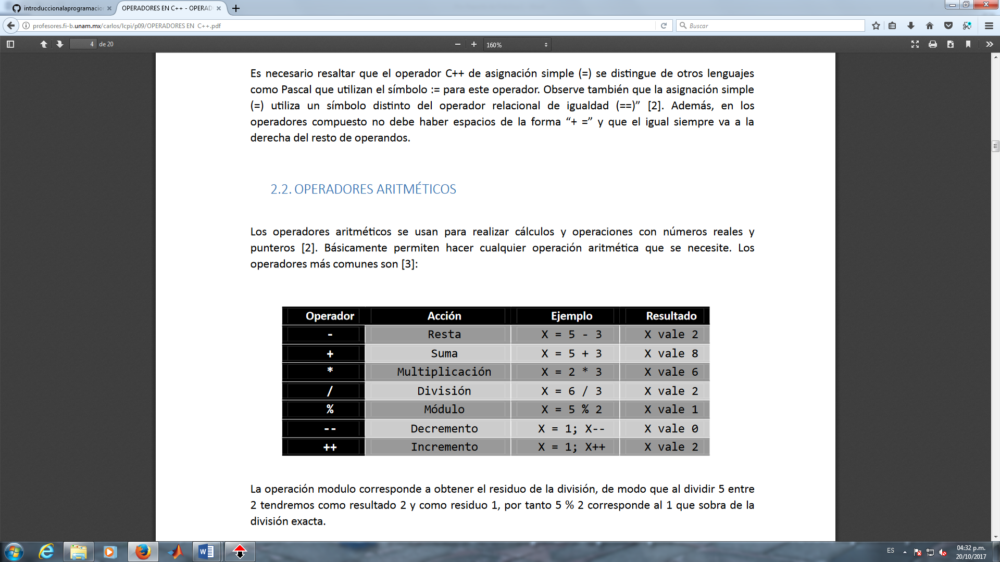 introduccionalaprogramacio
OPERADORES EN C++ - OPERAD
profesores.fi-b.unam.mx/carlos/lcpi/p09/OPERADORES EN C++.pdf
Buscar
4 de 20
160%
Es necesario resaltar que el operador C++ de asignación simple (=) se distingue de otros lenguajes
como Pascal que utilizan el símbolo := para este operador. Observe también que la asignación simple
(=) utiliza un símbolo distinto del operador relacional de igualdad (==)” [2]. Además, en los
operadores compuesto no debe haber espacios de la forma “+ =” y que el igual siempre va a la
derecha del resto de operandos.
2.2. OPERADORES ARITMÉTICOS
Los operadores aritméticos se usan para realizar cálculos y operaciones con números reales y
punteros [2]. Básicamente permiten hacer cualquier operación aritmética que se necesite. Los
operadores más comunes son [3]:
Operador Acción Ejemplo Resultado
- Resta X = 5 - 3 X vale 2
+ Suma X = 5 + 3 X vale 8
* Multiplicación X = 2 * 3 X vale 6
/ División X = 6 / 3 X vale 2
% Módulo X = 5 % 2 X vale 1
-- Decremento X = 1; X-- X vale 0
++ Incremento X = 1; X++ X vale 2
La operación modulo corresponde a obtener el residuo de la división, de modo que al dividir 5 entre
2 tendremos como resultado 2 y como residuo 1, por tanto 5 % 2 corresponde al 1 que sobra de la
división exacta.
ES
04:32 p.m.
20/10/2017